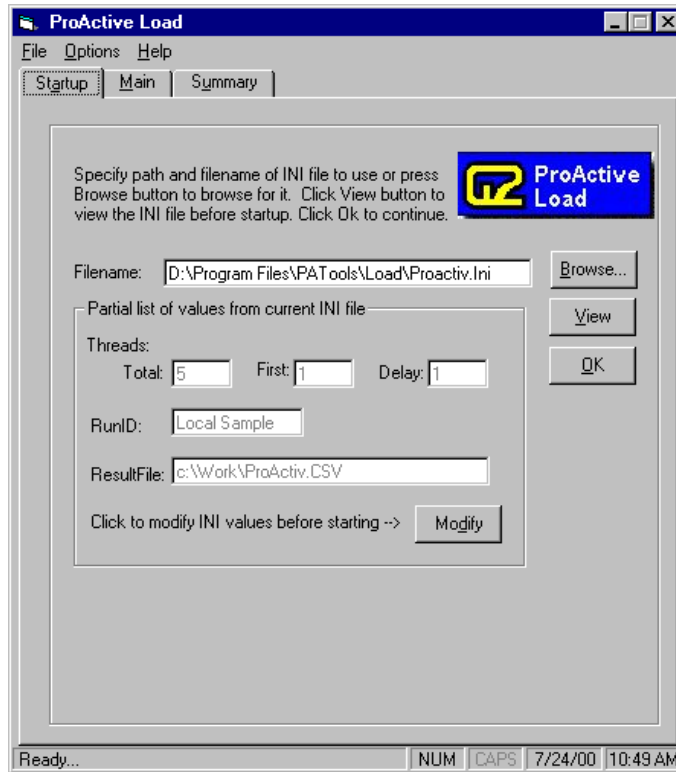 ProActive Load
File Options Help
Startup Main Summary
Specify path and filename of INI file to use or press
Browse button to browse for it. Click View button to
view the INI file before startup. Click Ok to continue.
G2 ProActive
Load
Filename: D:\Program Files\PATools\Load\Proactiv.Ini Browse...
Partial list of values from current INI file
View
Threads:
Total: 5 First: 1 Delay: 1 OK
RunID: Local Sample
ResultFile: c:\Work\ProActiv.CSV
Click to modify INI values before starting --> Modify
Ready... NUM CAPS 7/24/00 10:49 AM